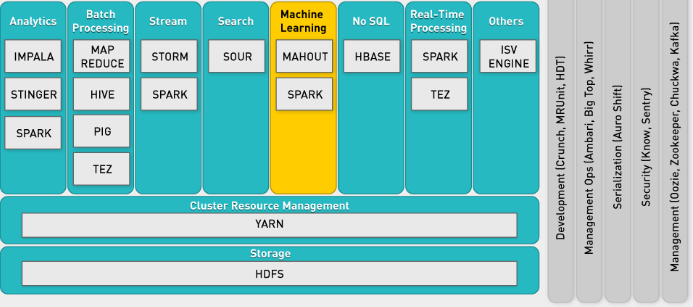 Analytics
IMPALA
STINGER
SPARK
Batch
Processing
MAP
REDUCE
HIVE
PIG
TEZ
Stream
STORM
SPARK
Search
SOUR
Machine
Learning
MAHOUT
SPARK
No SQL
HBASE
Real-Time
Processing
SPARK
TEZ
Others
ISV
ENGINE
Cluster Resource Management
YARN
Storage
HDFS
Development (Crunch, MRUnit, HDT)
Management Ops (Ambari, Big Top, Whirr)
Serialization (Auro Shift)
Security (Know, Sentry)
Management (Oozie, Zookeeper, Chuckwa, Kafka)